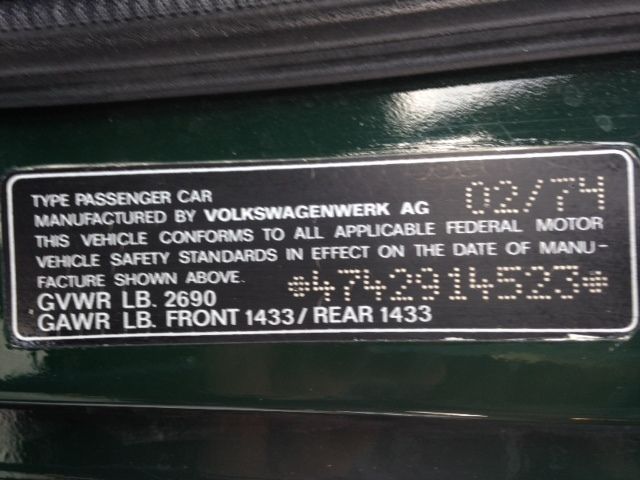 TYPE PASSENGER CAR 02/74
MANUFACTURED BY VOLKSWAGENWERK AG
THIS VEHICLE CONFORMS TO ALL APPLICABLE FEDERAL MOTOR
VEHICLE SAFETY STANDARDS IN EFFECT ON THE DATE OF MANU-
FACTURE SHOWN ABOVE. *4742914523*
GVWR LB. 2690
GAWR LB. FRONT 1433/ REAR 1433